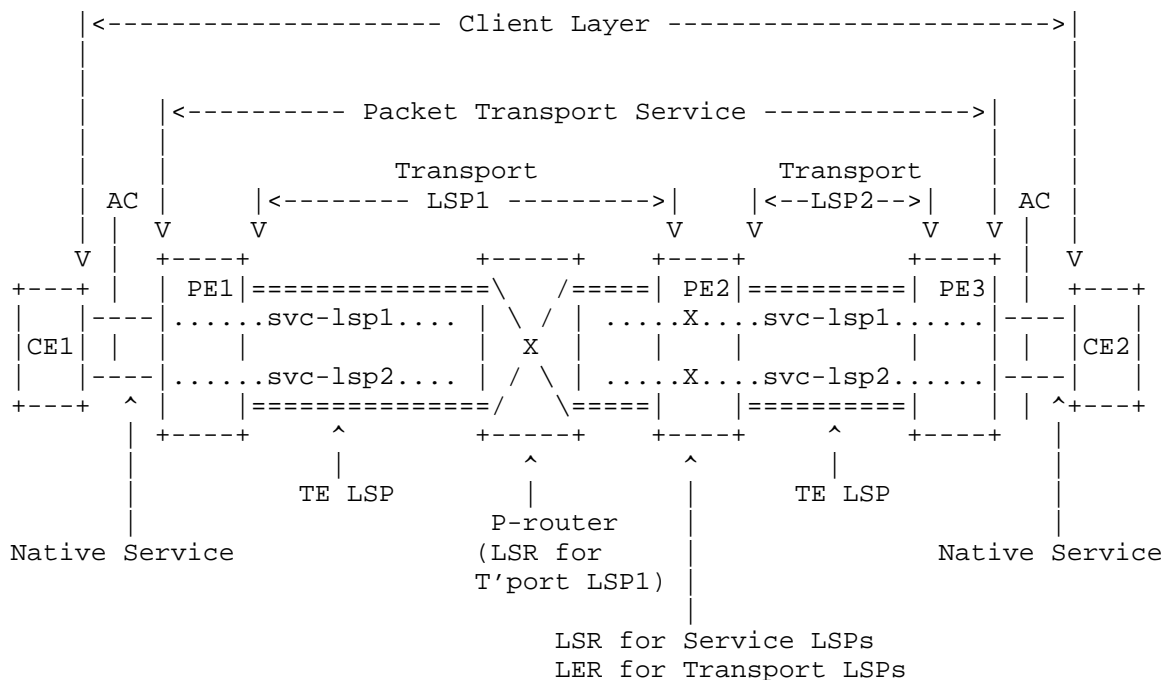 |<--------------------- Client Layer ------------------------->|
|<---------- Packet Transport Service ------------->|
Transport Transport
AC |<-------- LSP1 --------->| |<--LSP2-->| AC
V V V V V V
V +----+ +-----+ +----+ +----+ V
+---+ | | PE1|===============\ /=====| PE2|==========| PE3| | +---+
| |----|......svc-lsp1.... | \ / | .....X....svc-lsp1......|----| |
|CE1| | | | | X | | | | | | |CE2|
| |----|......svc-lsp2.... | / \ | .....X....svc-lsp2......|----| |
+---+ ^ | |===============/ \=====| |==========| | | ^+---+
+----+ ^ +-----+ +----+ ^ +----+
| | ^ ^ | |
TE LSP | | TE LSP
P-router
Native Service (LSR for Native Service
T'port LSP1)
LSR for Service LSPs
LER for Transport LSPs